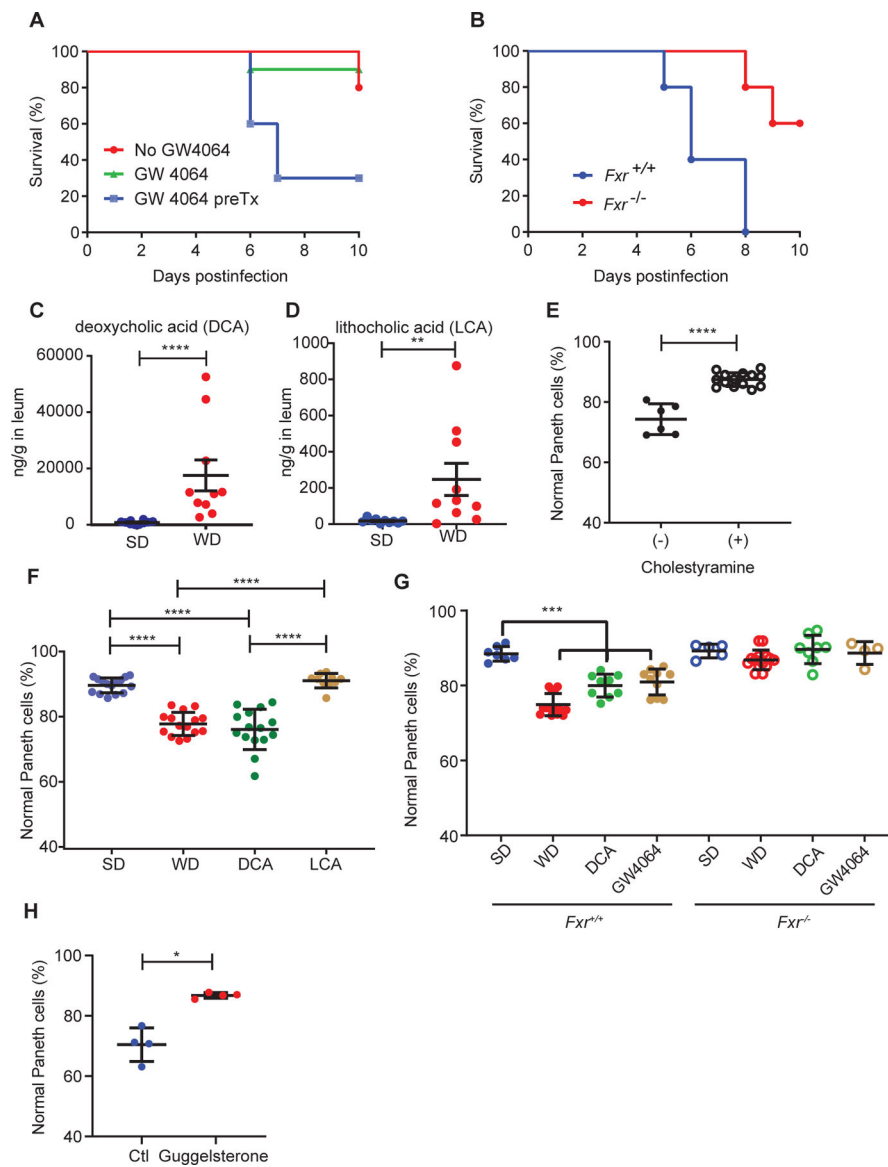 A
100
80
60
40
20
0
Survival (%)
No GW4064
GW 4064
GW 4064 preTx
0 2 4 6 8 10
Days postinfection
B
100
80
60
40
20
0
Survival (%)
Fxr +/+
Fxr -/-
0 2 4 6 8 10
Days postinfection
C
deoxycholic acid (DCA)
60000
40000
20000
0
ng/g in Ieum
****
SD WD
D
lithocholic acid (LCA)
1000
800
600
400
200
0
ng/g in Ieum
**
SD WD
E
100
80
60
40
Normal Paneth cells (%)
****
(-) (+)
Cholestyramine
F
100
80
60
40
Normal Paneth cells (%)
****
****
**** ****
SD WD DCA LCA
G
100
80
60
40
Normal Paneth cells (%)
***
SD WD DCA GW4064 SD WD DCA GW4064
Fxr+/+ Fxr-/-
H
100
80
60
40
Normal Paneth cells (%)
*
Ctl Guggelsterone